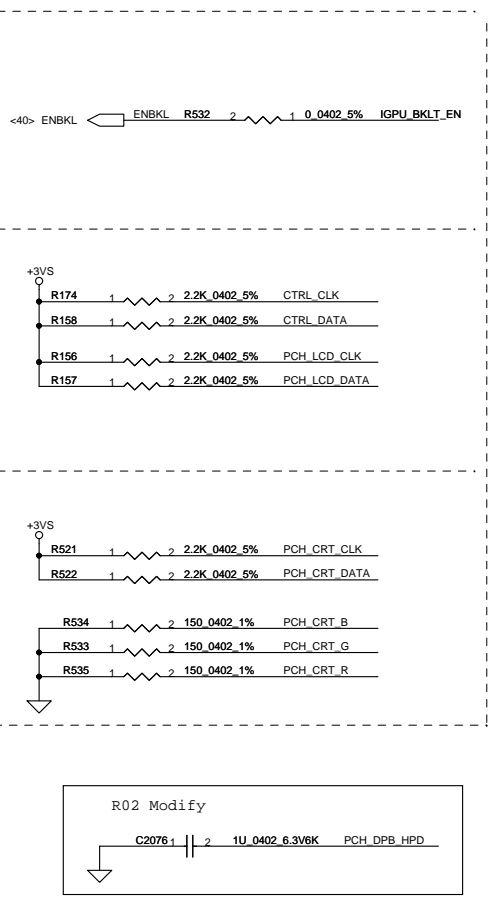 <40> ENBKL ENBKL R532 2 1 0_0402_5% IGPU_BKLT_EN
+3VS
R174 1 2 2.2K_0402_5% CTRL_CLK
R158 1 2 2.2K_0402_5% CTRL_DATA
R156 1 2 2.2K_0402_5% PCH_LCD_CLK
R157 1 2 2.2K_0402_5% PCH_LCD_DATA
+3VS
R521 1 2 2.2K_0402_5% PCH_CRT_CLK
R522 1 2 2.2K_0402_5% PCH_CRT_DATA
R534 1 2 150_0402_1% PCH_CRT_B
R533 1 2 150_0402_1% PCH_CRT_G
R535 1 2 150_0402_1% PCH_CRT_R
R02 Modify
C2076 1 2 1U_0402_6.3V6K PCH_DPB_HPD